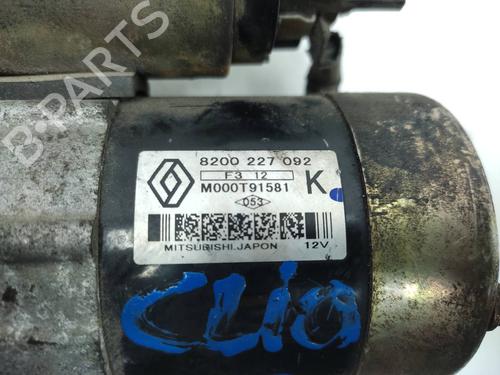 B-PARTS
8200 227 092
F3 12
M000T91581 K
D53
MITSUBISHI.JAPON 12V
CLIO